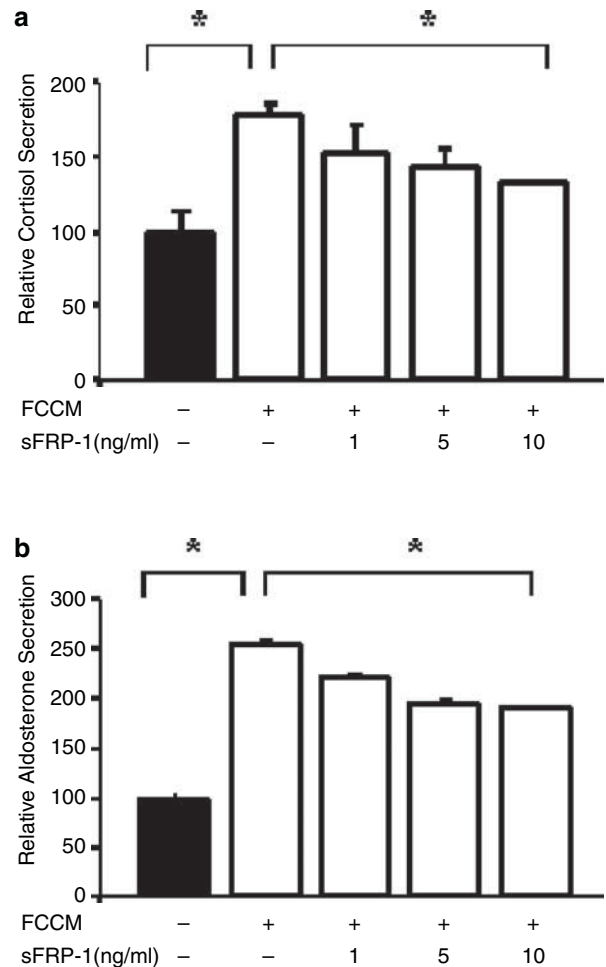 a
* *
Relative Cortisol Secretion
200
150
100
50
0
FCCM – + + + +
sFRP-1(ng/ml) – – 1 5 10
b
* *
Relative Aldosterone Secretion
300
250
200
150
100
50
0
FCCM – + + + +
sFRP-1(ng/ml) – – 1 5 10